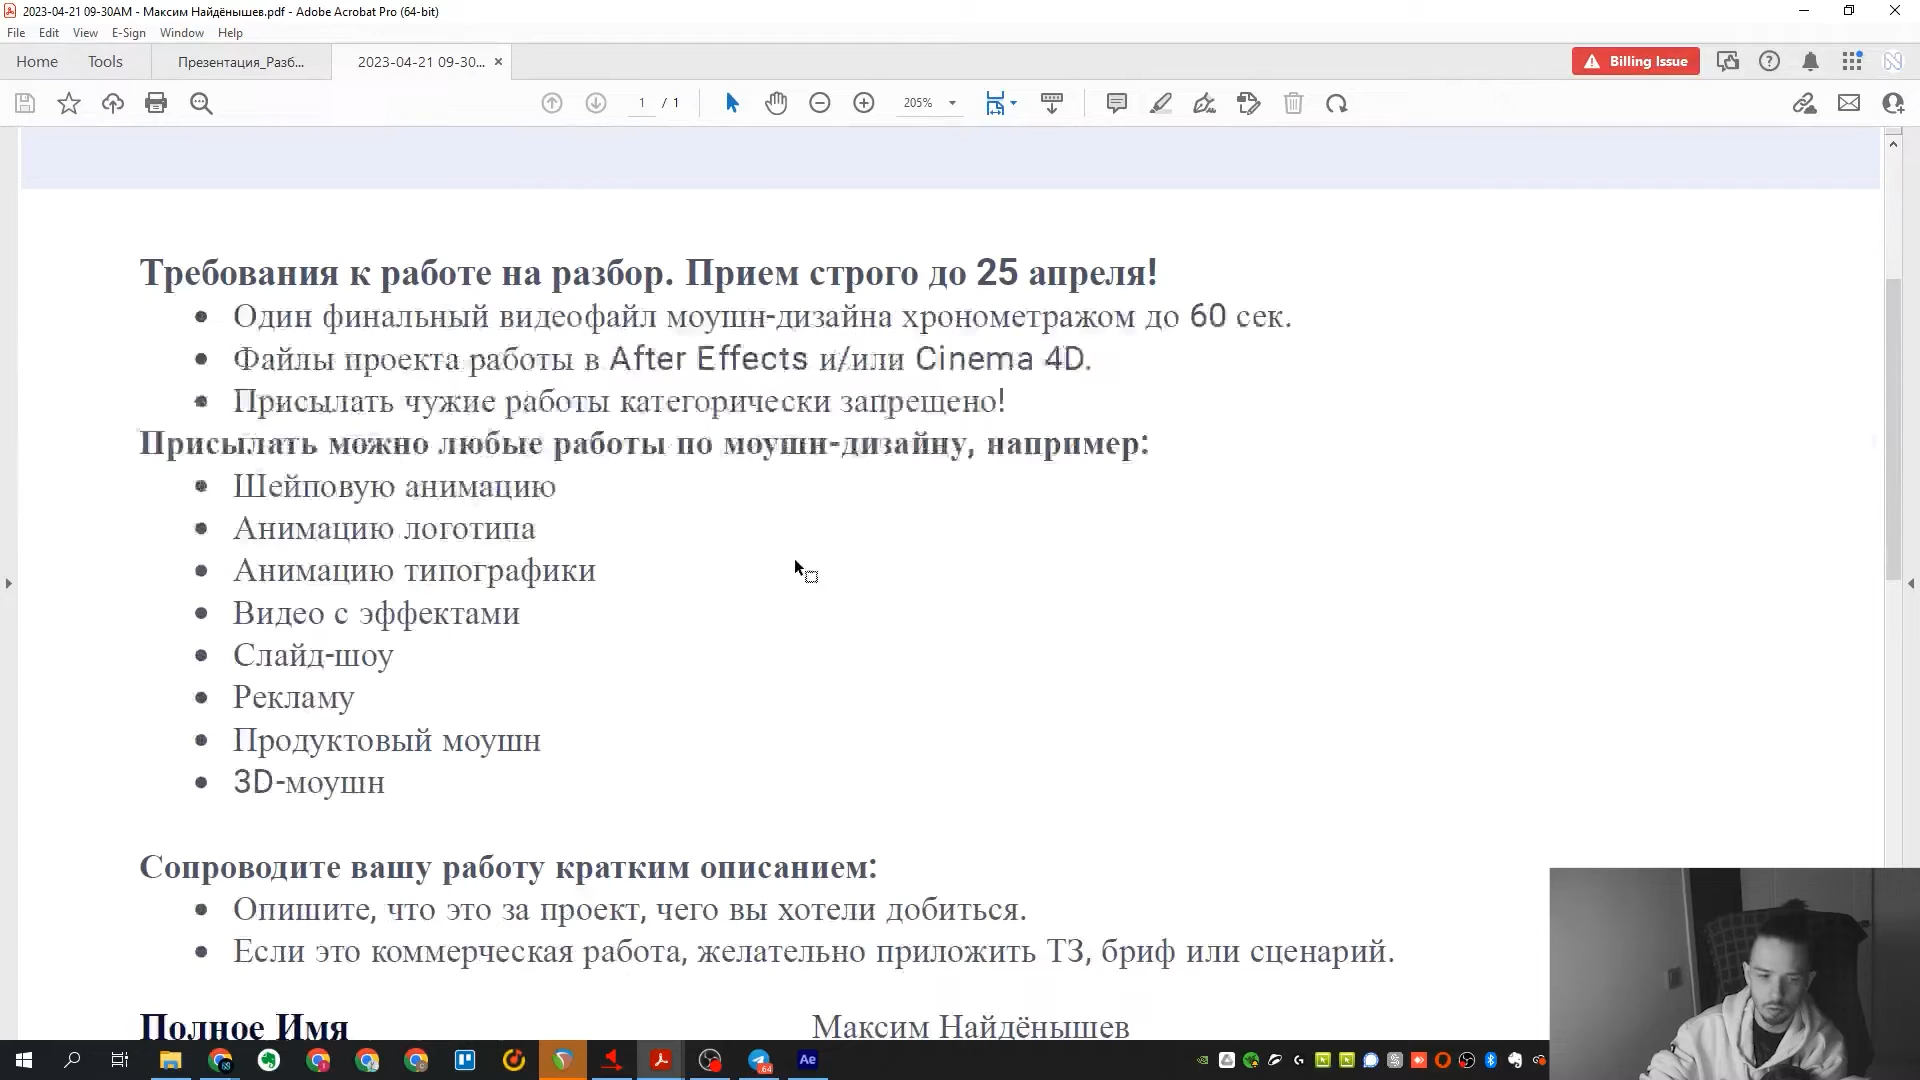 2023-04-21 09-30AM - Максим Найдёнышев.pdf - Adobe Acrobat Pro (64-bit)
File Edit View E-Sign Window Help
Home Tools Презентация_Разб... 2023-04-21 09-30... Billing Issue
1 / 1 205%
Требования к работе на разбор. Прием строго до 25 апреля!
Один финальный видеофайл моушн-дизайна хронометражом до 60 сек.
Файлы проекта работы в After Effects и/или Cinema 4D.
Присылать чужие работы категорически запрещено!
Присылать можно любые работы по моушн-дизайну, например:
Шейповую анимацию
Анимацию логотипа
Анимацию типографики
Видео с эффектами
Слайд-шоу
Рекламу
Продуктовый моушн
3D-моушн
Сопроводите вашу работу кратким описанием:
Опишите, что это за проект, чего вы хотели добиться.
Если это коммерческая работа, желательно приложить ТЗ, бриф или сценарий.
Полное Имя Максим Найдёнышев
64 Ae